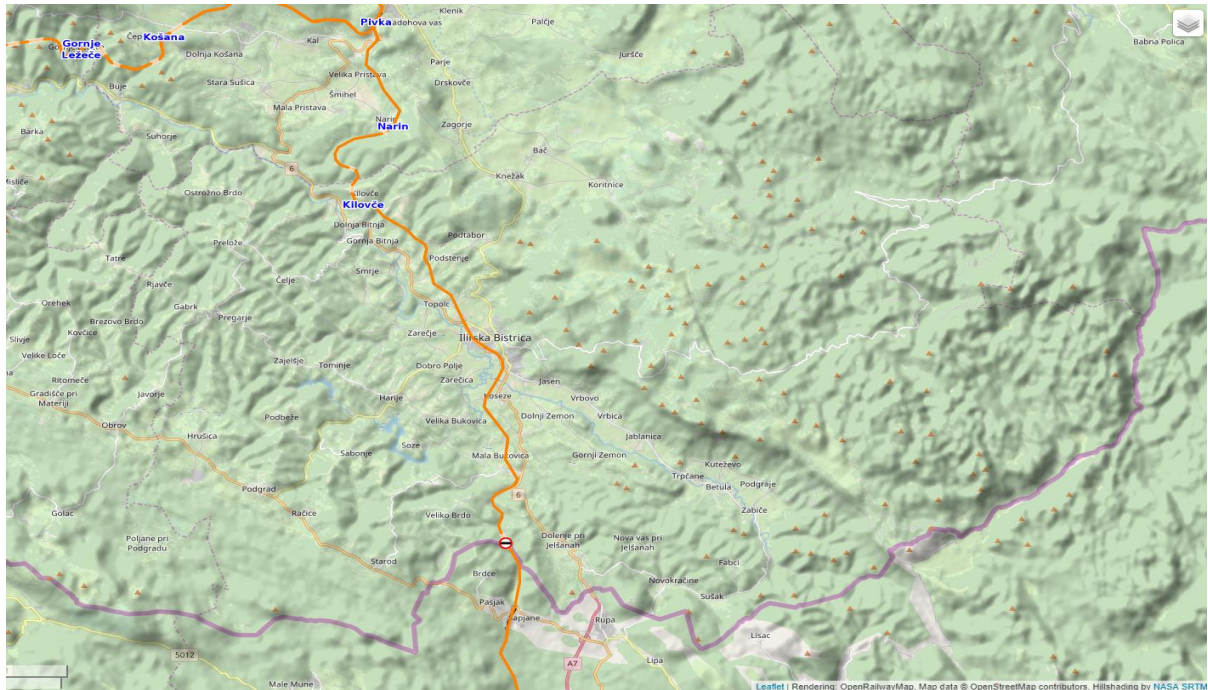 Klenik
Pivka
Palčje
Košana
Kal
Babna Polica
Gornje
Ležeče
Dolnja Košana
Juršče
Parje
Buje
Stara Sušica
Velika Pristava
Drskovče
Šmihel
Mala Pristava
Narin
Narin
Zagorje
Barka
Suhorje
Bač
6
Knežak
Koritnice
Ostrožno Brdo
Kilovče
Kilovče
Dolnja Bitnja
Gornja Bitnja
Podtabor
Prelože
Tatre
Podstenje
Smrje
Čelje
Rjavče
Orehek
Gabrk
Topolc
Brezovo Brdo
Pregarje
Kovčice
Slivje
Zarečje
Ilirska Bistrica
Velike Loče
Zajelšje
Tominje
Dobro Polje
Ritomeče
Zarečica
Jasen
Gradišče pri
Materiji
Javorje
Harije
Koseze
Vrbovo
Podbeže
Dolnji Zemon
Vrbica
Obrov
Velika Bukovica
Hrušica
Jablanica
Soze
Sabonje
Mala Bukovica
Gornji Zemon
Kuteževo
Trpčane
Podgraje
Betula
Podgrad
6
Zabiče
Golac
Račice
Veliko Brdo
Poljane pri
Podgradu
Dolenje pri
Jelšanah
Nova vas pri
Jelšanah
Starod
Fabci
Brdce
Novokračine
Sušak
Pasjak
Šapjane
Rupa
Lisac
5012
A7
Lipa
Male Mune
Leaflet | Rendering: OpenRailwayMap, Map data © OpenStreetMap contributors, Hillshading by NASA SRTM